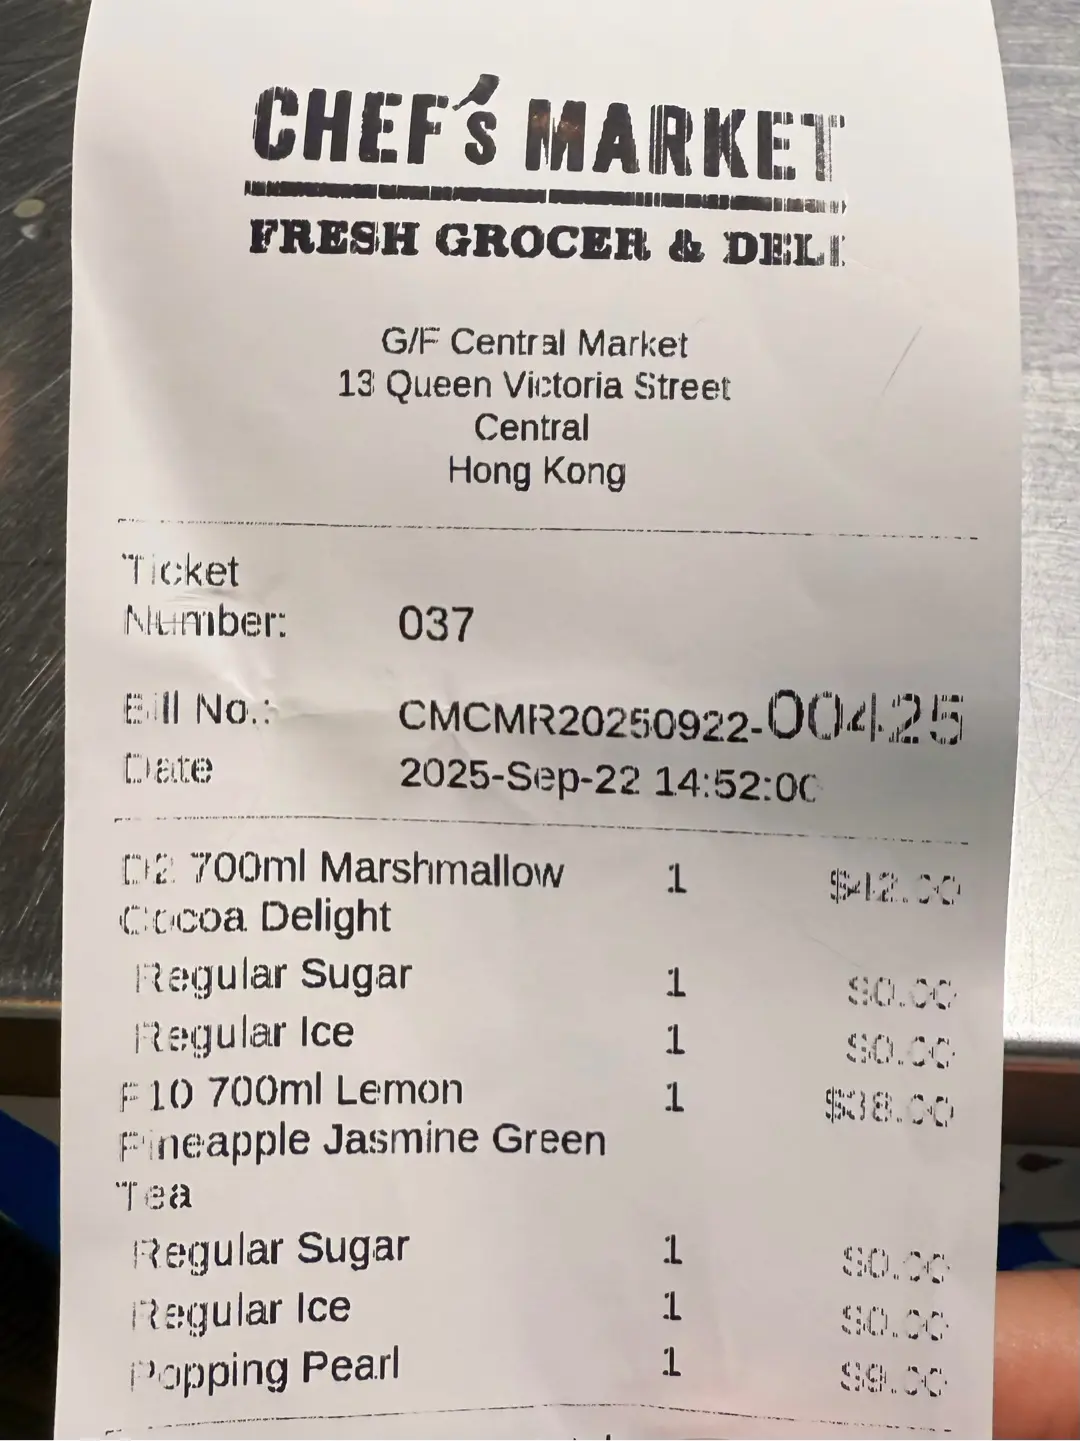 CHEF's MARKET
FRESH GROCER & DELI
G/F Central Market
13 Queen Victoria Street
Central
Hong Kong
Ticket
Number: 037
Bill No.: CMCMR20250922-00425
Date 2025-Sep-22 14:52:00
D2 700ml Marshmallow 1 $42.00
Cocoa Delight
Regular Sugar 1 $0.00
Regular Ice 1 $0.00
F10 700ml Lemon 1 $38.00
Pineapple Jasmine Green
Tea
Regular Sugar 1 $0.00
Regular Ice 1 $0.00
Popping Pearl 1 $9.00